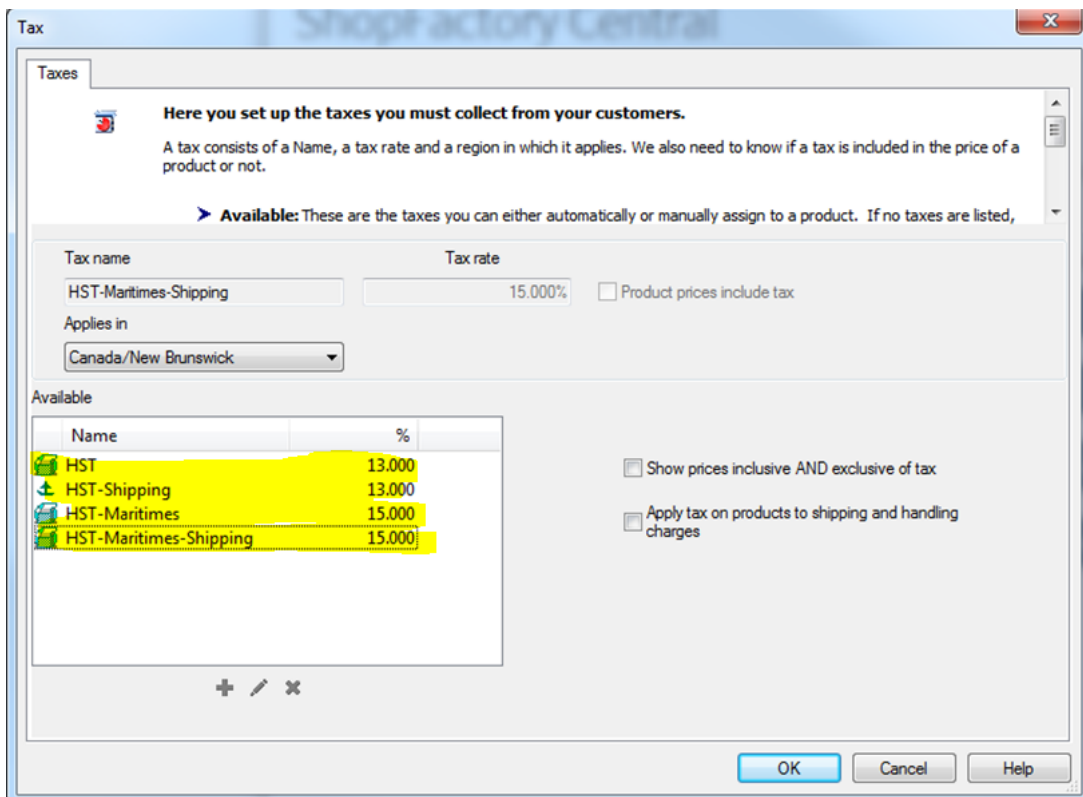 ShopFactory Central
Tax
Taxes
Here you set up the taxes you must collect from your customers.
A tax consists of a Name, a tax rate and a region in which it applies. We also need to know if a tax is included in the price of a
product or not.
Available: These are the taxes you can either automatically or manually assign to a product. If no taxes are listed,
Tax name Tax rate
HST-Maritimes-Shipping 15.000% Product prices include tax
Applies in
Canada/New Brunswick
Available
Name %
HST 13.000
HST-Shipping 13.000
HST-Maritimes 15.000
HST-Maritimes-Shipping 15.000
Show prices inclusive AND exclusive of tax
Apply tax on products to shipping and handling
charges
OK Cancel Help